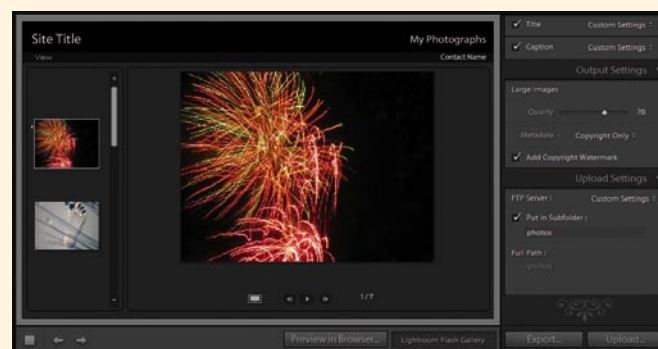 Site Title
My Photographs
View
Contact Name
1/7
Preview in Browser...
Lightroom Flash Gallery
Title Custom Settings
Caption Custom Settings
Output Settings
Large Images
Quality 70
Metadata : Copyright Only
Add Copyright Watermark
Upload Settings
FTP Server : Custom Settings
Put in Subfolder :
photos
Full Path :
/photos
Export...
Upload...